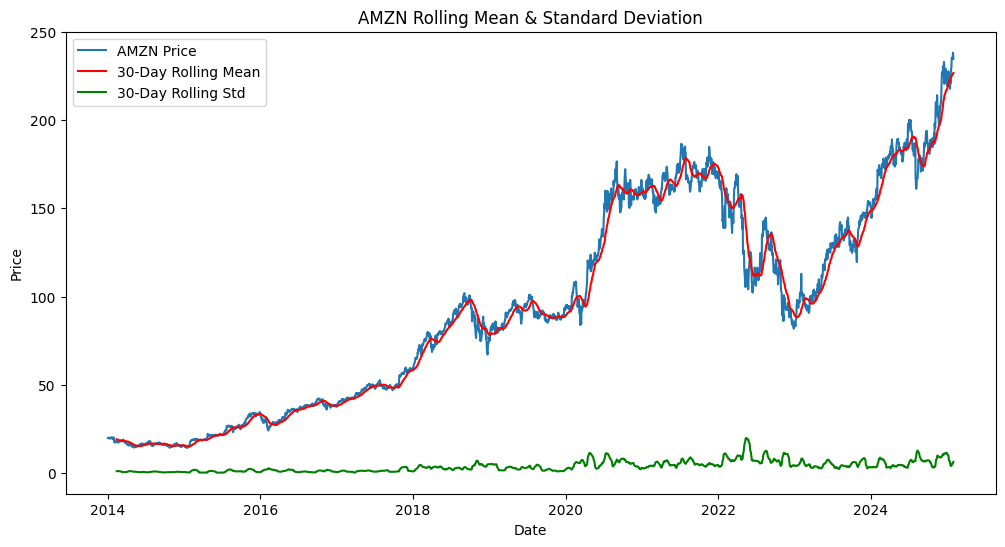 AMZN Rolling Mean & Standard Deviation
AMZN Price
30-Day Rolling Mean
30-Day Rolling Std
250
200
150
100
50
0
Price
2014 2016 2018 2020 2022 2024
Date